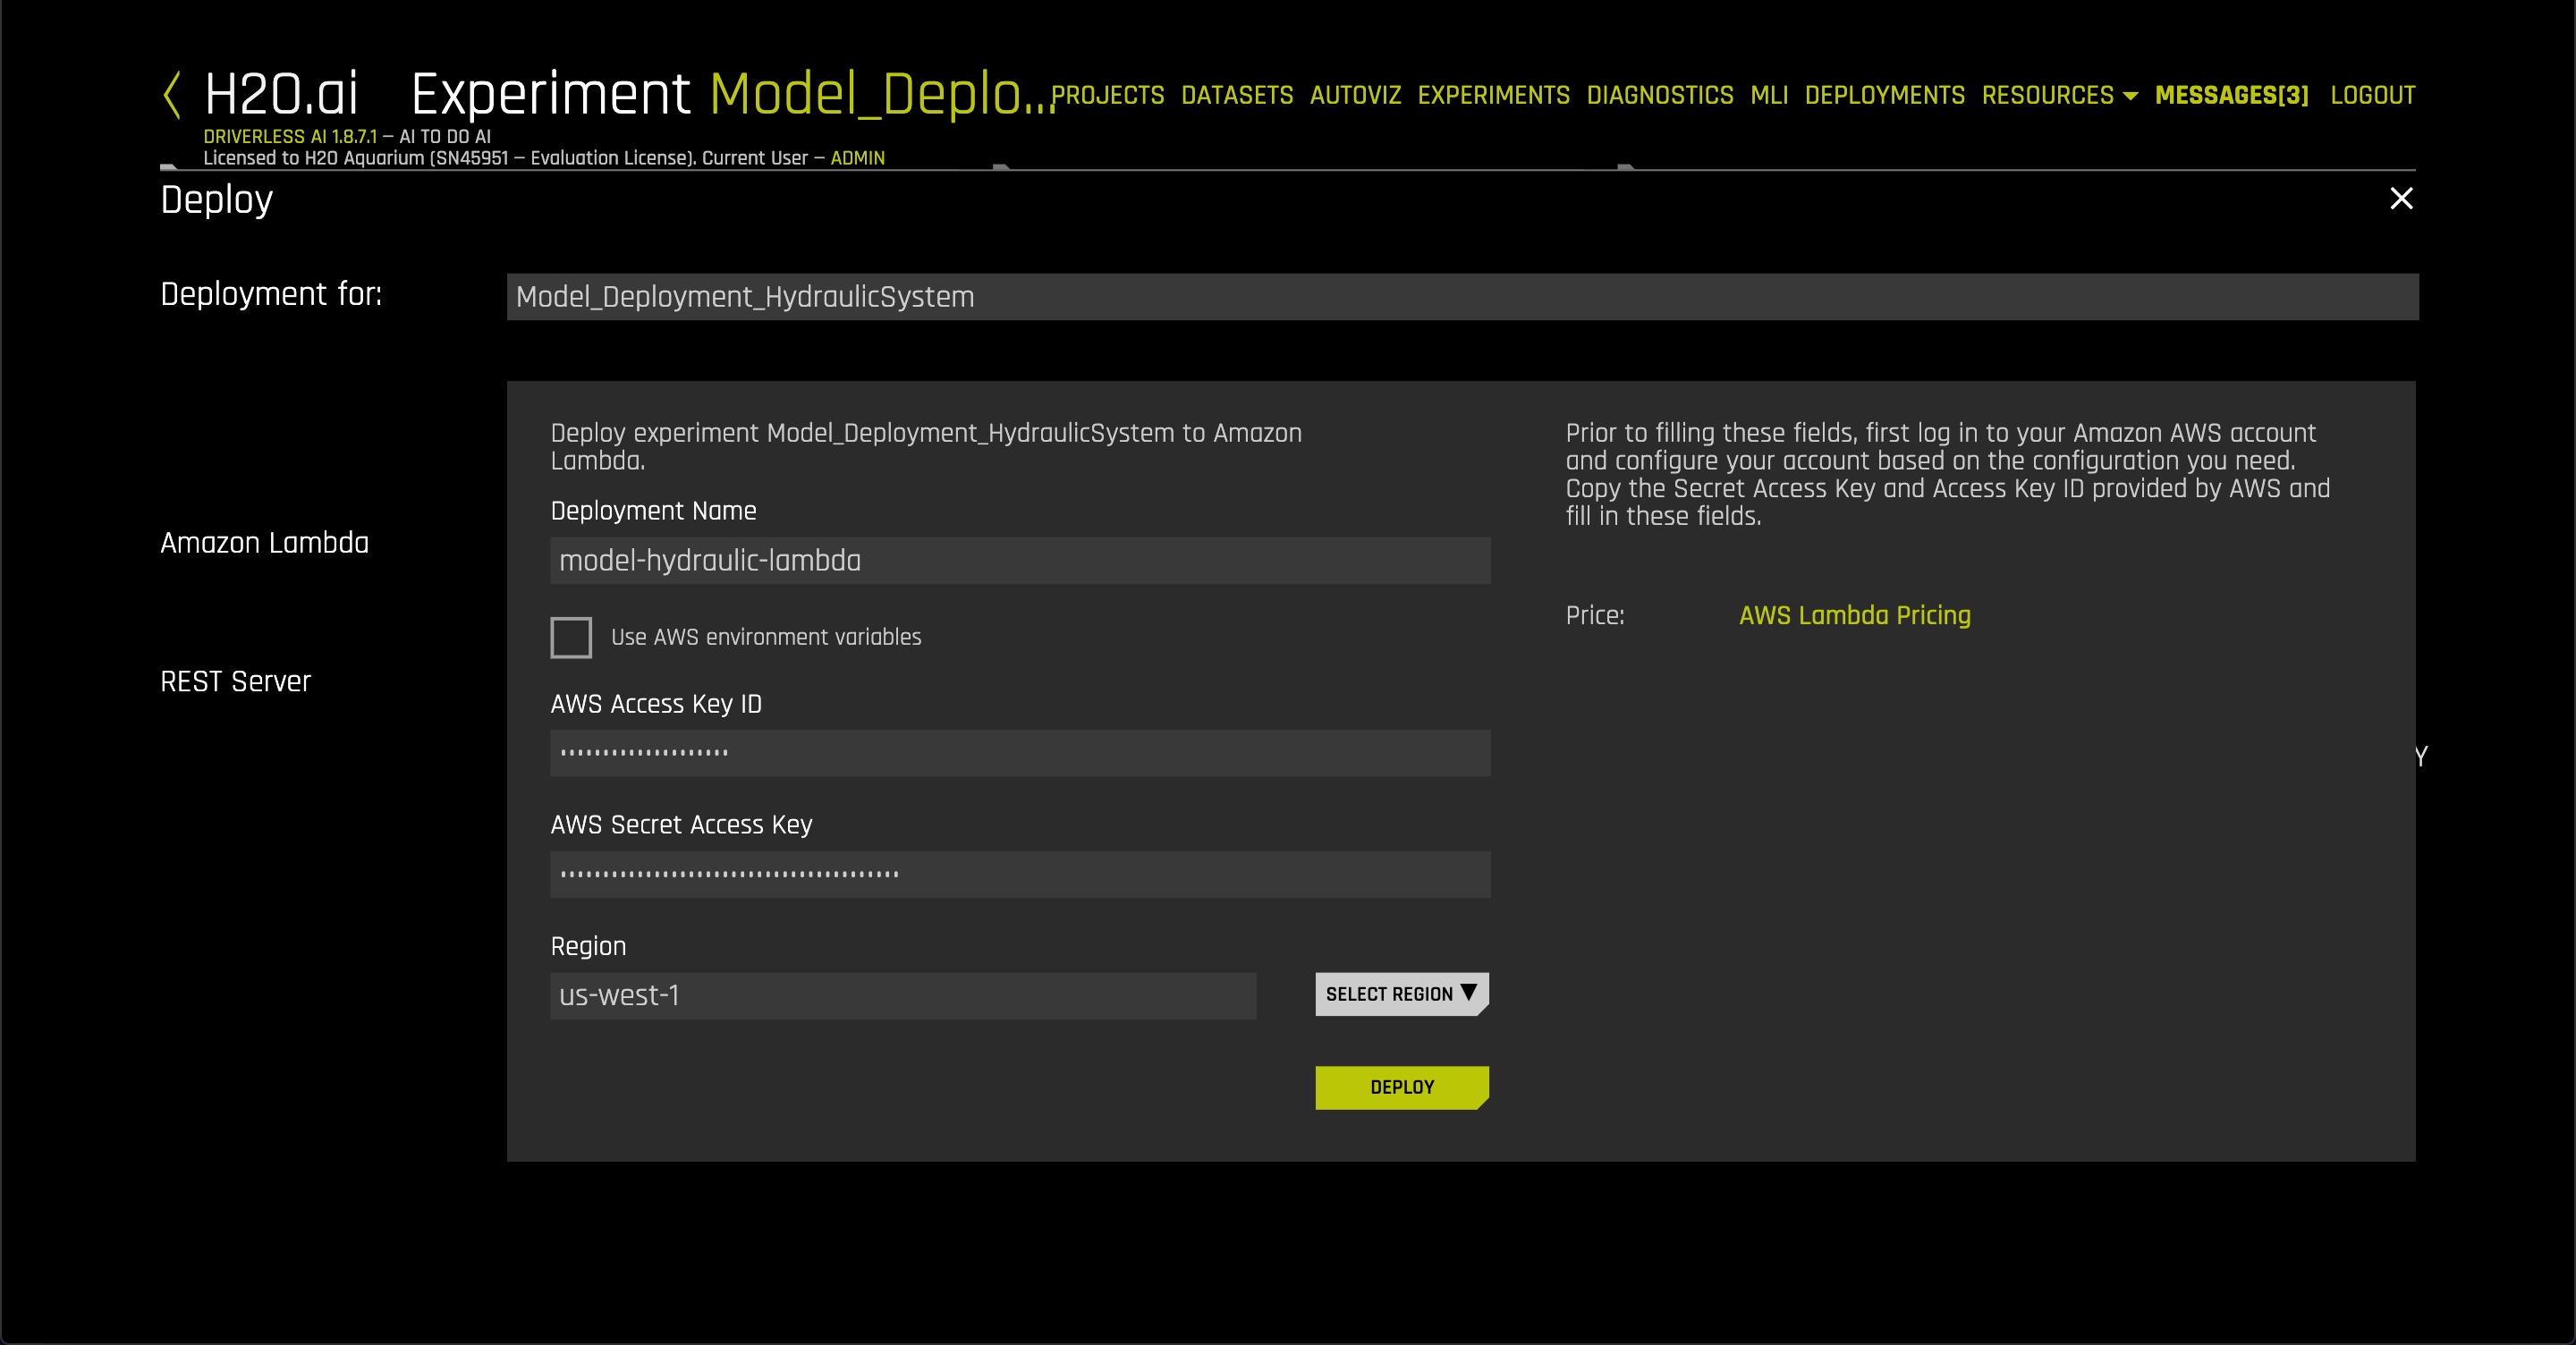 H2O.ai Experiment Model_Deplo...
PROJECTS DATASETS AUTOVIZ EXPERIMENTS DIAGNOSTICS MLI DEPLOYMENTS RESOURCES MESSAGES[3] LOGOUT
DRIVERLESS AI 1.8.7.1 – AI TO DO AI
Licensed to H2O Aquarium (SN45951 – Evaluation License). Current User – ADMIN
Deploy
Deployment for:
Model_Deployment_HydraulicSystem
Amazon Lambda
REST Server
Deploy experiment Model_Deployment_HydraulicSystem to Amazon
Lambda.
Deployment Name
model-hydraulic-lambda
Use AWS environment variables
AWS Access Key ID
AWS Secret Access Key
Region
us-west-1
SELECT REGION
DEPLOY
Prior to filling these fields, first log in to your Amazon AWS account
and configure your account based on the configuration you need.
Copy the Secret Access Key and Access Key ID provided by AWS and
fill in these fields.
Price: AWS Lambda Pricing
Y